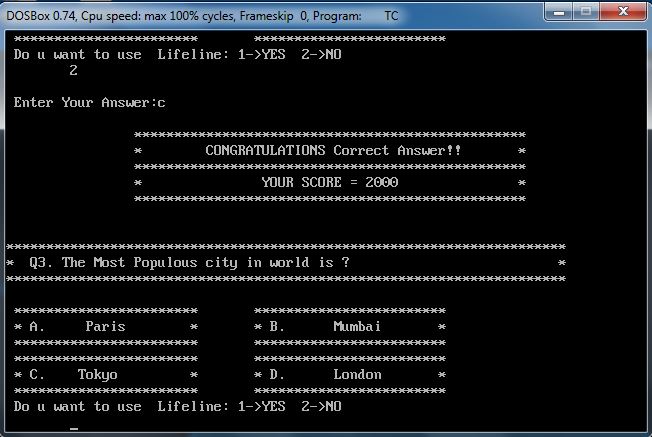 DOSBox 0.74, Cpu speed: max 100% cycles, Frameskip 0, Program: TC
*********************** ************************
Do u want to use Lifeline: 1->YES 2->NO
2
Enter Your Answer:c
*************************************************
* CONGRATULATIONS Correct Answer!! *
*************************************************
* YOUR SCORE = 2000 *
*************************************************
**********************************************************************
* Q3. The Most Populous city in world is ? *
**********************************************************************
*********************** ************************
* A. Paris * * B. Mumbai *
*********************** ************************
*********************** ************************
* C. Tokyo * * D. London *
*********************** ************************
Do u want to use Lifeline: 1->YES 2->NO
_